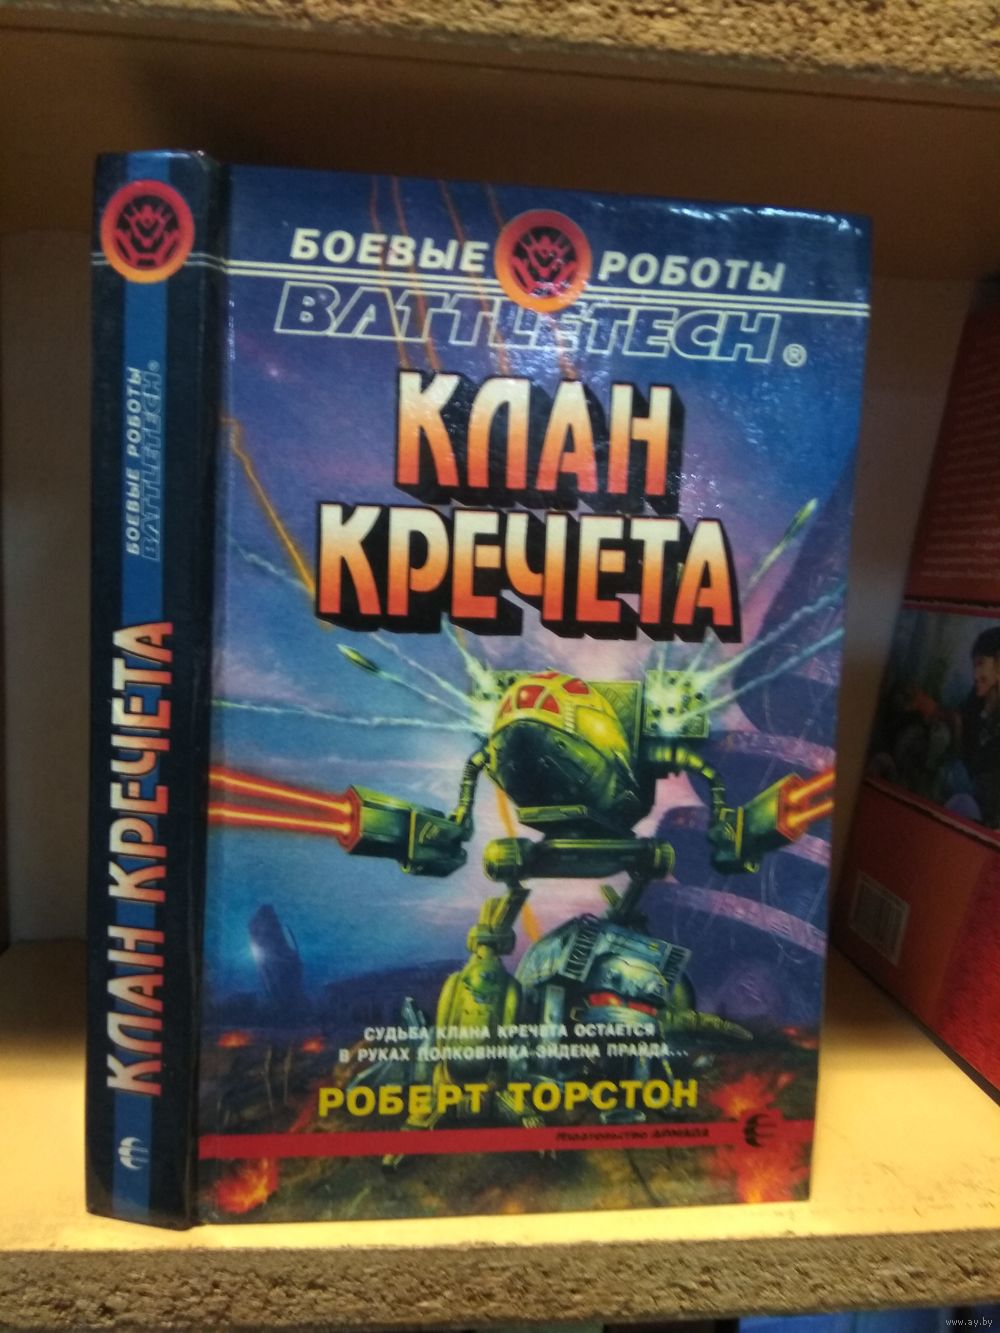 БОЕВЫЕ РОБОТЫ
BATTLETECH®
КЛАН КРЕЧЕТА
БОЕВЫЕ РОБОТЫ
BATTLETECH®
КЛАН
КРЕЧЕТА
СУДЬБА КЛАНА КРЕЧЕТА ОСТАЕТСЯ
В РУКАХ ПОЛКОВНИКА ЭЙДЕНА ПРАЙДА...
РОБЕРТ ТОРСТОН
ИЗДАТЕЛЬСТВО АРМАДА
www.ay.by